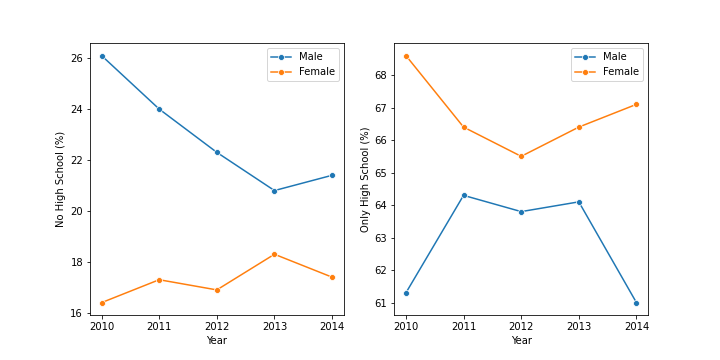 Male
Female
No High School (%)
26
24
22
20
18
16
2010 2011 2012 2013 2014
Year
Male
Female
Only High School (%)
68
67
66
65
64
63
62
61
2010 2011 2012 2013 2014
Year